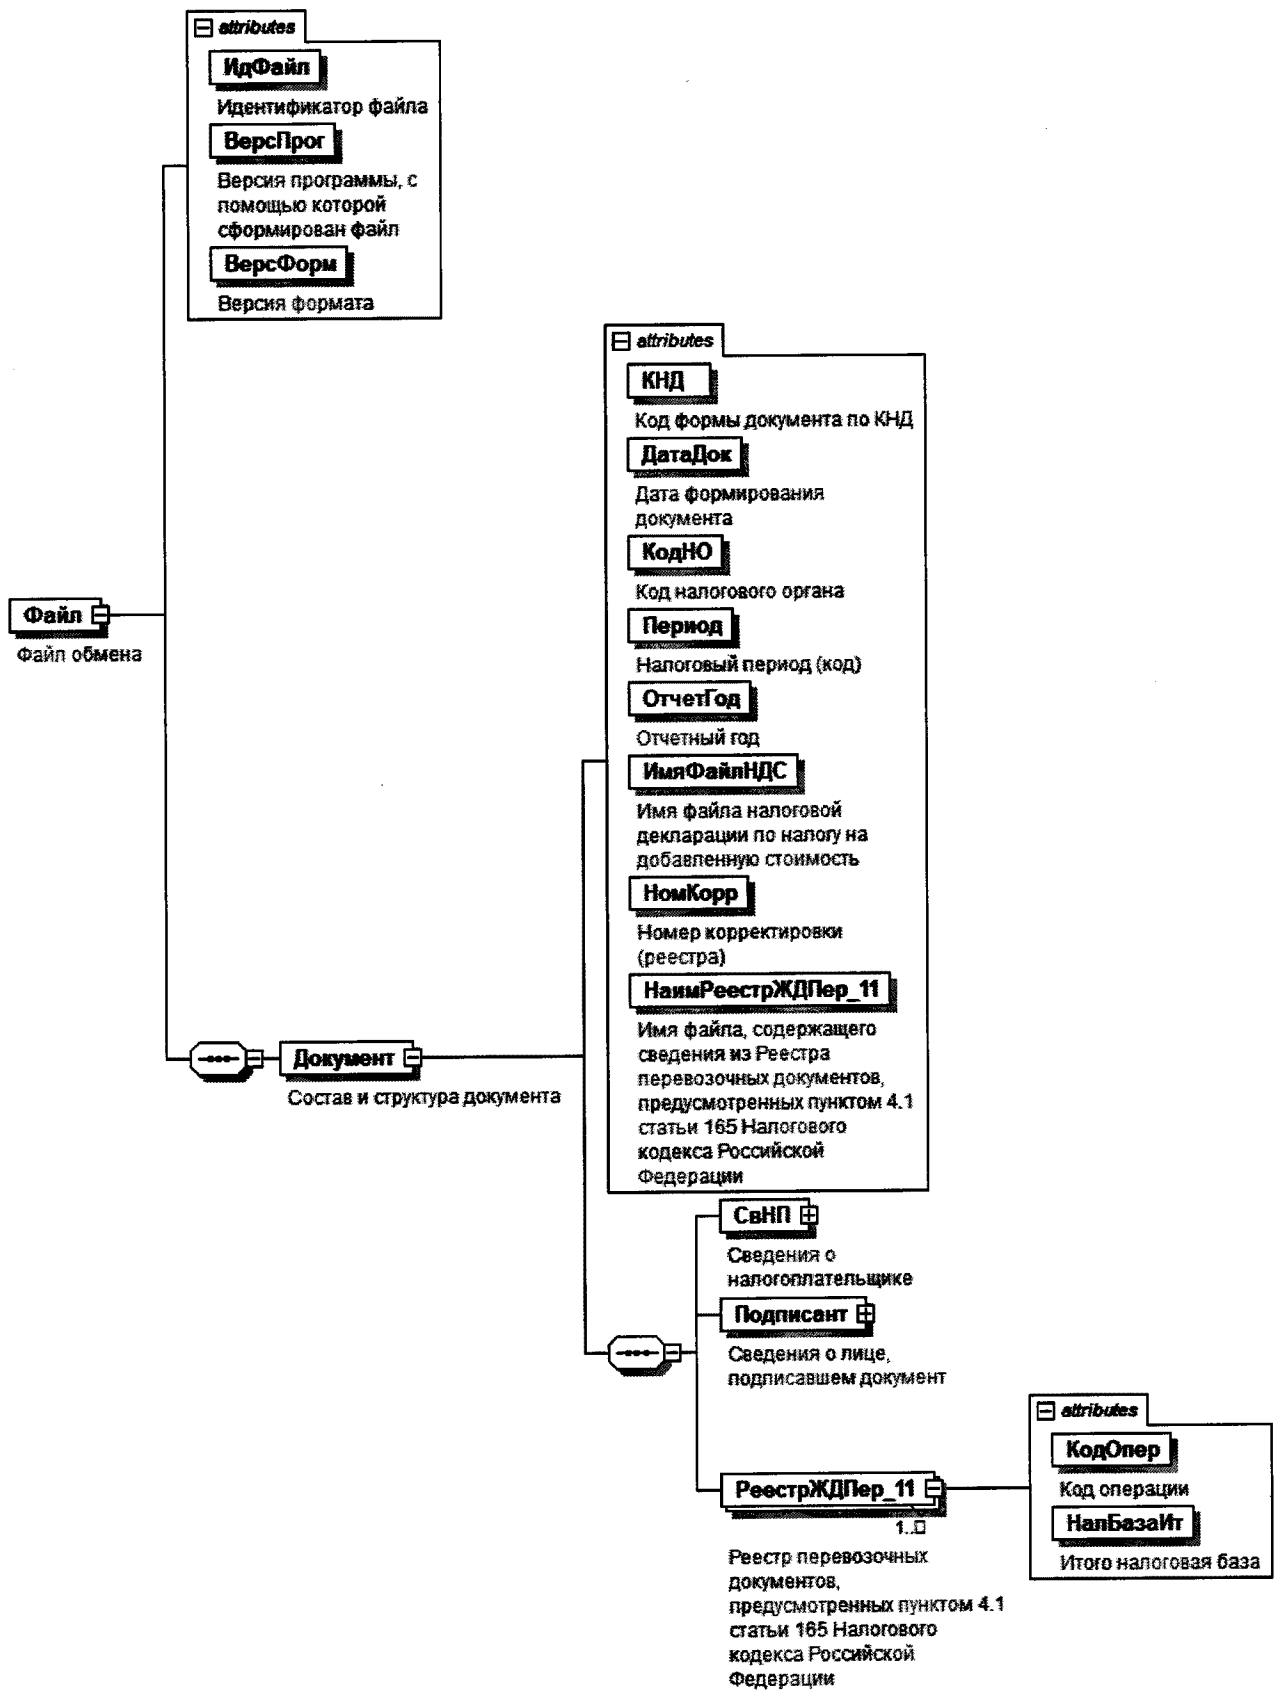 attributes
ИдФайл
Идентификатор файла
ВерсПрог
Версия программы, с
помощью которой
сформирован файл
ВерсФорм
Версия формата
attributes
КНД
Код формы документа по КНД
ДатаДок
Дата формирования
документа
КодНО
Код налогового органа
Период
Налоговый период (код)
ОтчетГод
Отчетный год
ИмяФайлНДС
Имя файла налоговой
декларации по налогу на
добавленную стоимость
НомКорр
Номер корректировки
(реестра)
НаимРеестрЖДПер_11
Имя файла, содержащего
сведения из Реестра
перевозочных документов,
предусмотренных пунктом 4.1
статьи 165 Налогового
кодекса Российской
Федерации
Файл
Файл обмена
Документ
Состав и структура документа
СвНП
Сведения о
налогоплательщике
Подписант
Сведения о лице,
подписавшем документ
РеестрЖДПер_11
1..□
Реестр перевозочных
документов,
предусмотренных пунктом 4.1
статьи 165 Налогового
кодекса Российской
Федерации
attributes
КодОпер
Код операции
НалБазаИт
Итого налоговая база